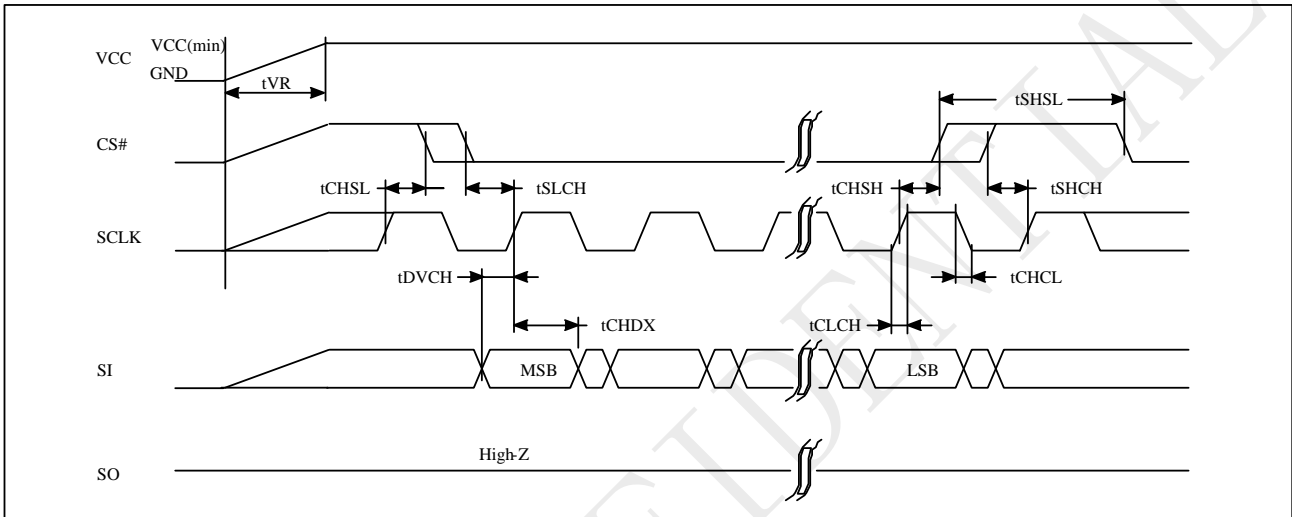 VCC
VCC(min)
GND
tVR
CS#
tSHSL
tCHSL
tSLCH
tCHSH
tSHCH
SCLK
tDVCH
tCHCL
tCHDX
tCLCH
SI
MSB
LSB
SO
High-Z
IDENTIAL